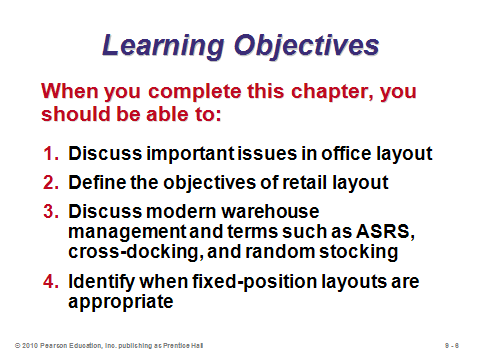 Learning Objectives
When you complete this chapter, you
should be able to:
1. Discuss important issues in office layout
2. Define the objectives of retail layout
3. Discuss modern warehouse
management and terms such as ASRS,
cross-docking, and random stocking
4. Identify when fixed-position layouts are
appropriate
© 2010 Pearson Education, Inc. publishing as Prentice Hall
9 - 6